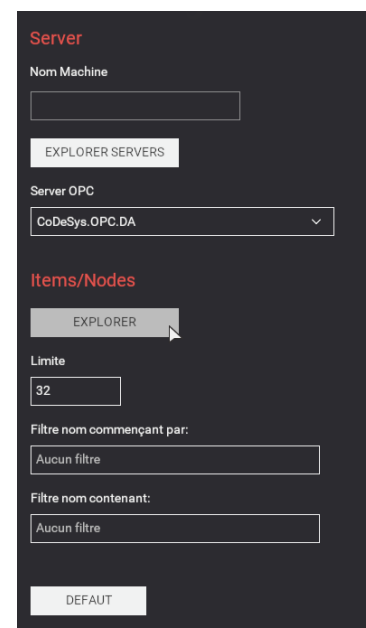 Server
Nom Machine
EXPLORER SERVERS
Server OPC
CoDeSys.OPC.DA
Items/Nodes
EXPLORER
Limite
32
Filtre nom commençant par:
Aucun filtre
Filtre nom contenant:
Aucun filtre
DEFAUT